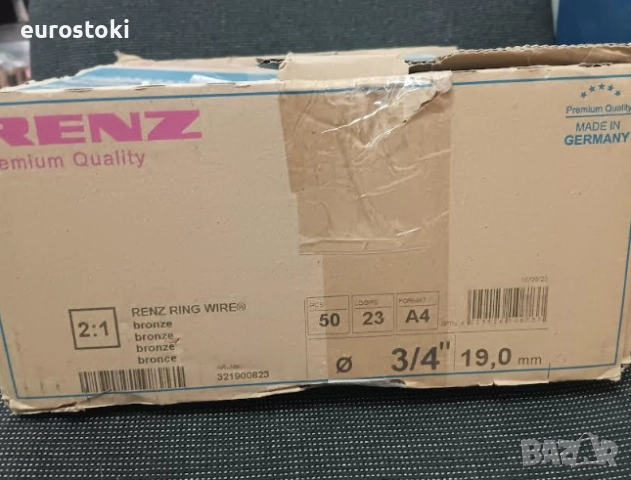 eurostoki
RENZ
emium Quality
Premium Quality
MADE IN
GERMANY
2:1
RENZ RING WIRE®
bronze
bronze
bronze
bronce
321900823
PCS
50
LOOPS
23
FORMAT
A4
Ø 3/4" 19,0 mm
BAZAR